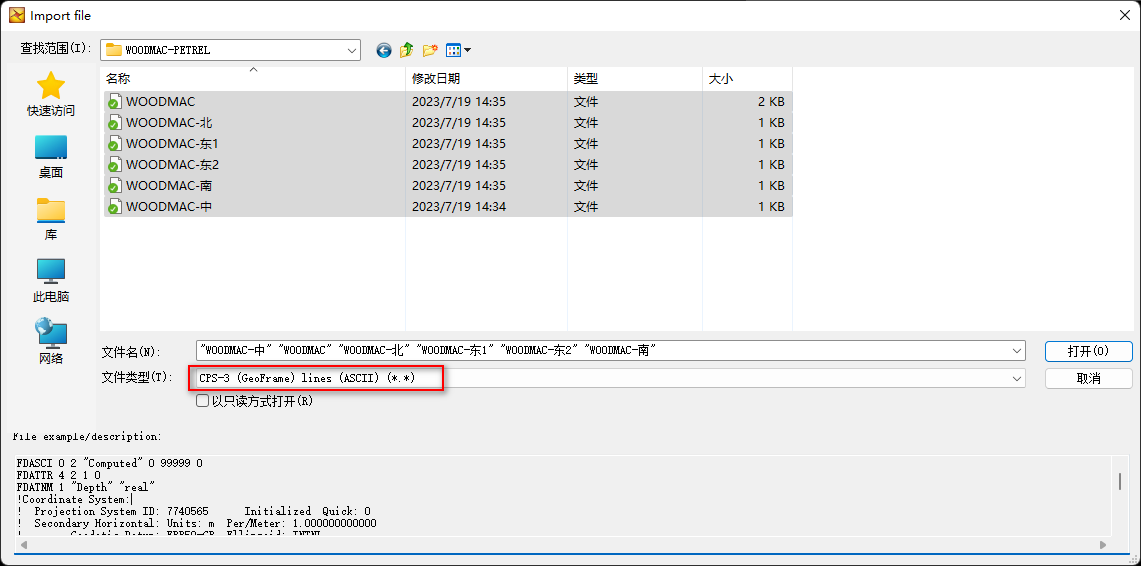 Import file
查找范围(I):
WOODMAC-PETREL
名称 修改日期 类型 大小
WOODMAC 2023/7/19 14:35 文件 2 KB
WOODMAC-北 2023/7/19 14:35 文件 1 KB
WOODMAC-东1 2023/7/19 14:35 文件 1 KB
WOODMAC-东2 2023/7/19 14:35 文件 1 KB
WOODMAC-南 2023/7/19 14:35 文件 1 KB
WOODMAC-中 2023/7/19 14:34 文件 1 KB
快速访问
桌面
库
此电脑
网络
文件名(N): "WOODMAC-中" "WOODMAC" "WOODMAC-北" "WOODMAC-东1" "WOODMAC-东2" "WOODMAC-南" 打开(O)
文件类型(T): CPS-3 (GeoFrame) lines (ASCII) (*.*) 取消
以只读方式打开(R)
File example/description:
FDASCI 0 2 "Computed" 0 99999 0
FDATTR 4 2 1 0
FDATNM 1 "Depth" "real"
!Coordinate System:
! Projection System ID: 7740565 Initialized Quick: 0
! Secondary Horizontal: Units: m Per/Meter: 1.000000000000